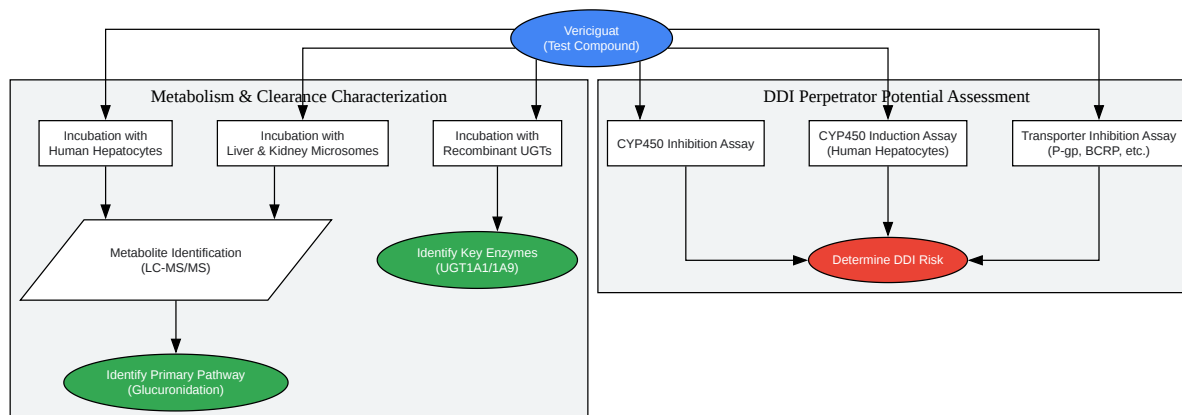 Vericiguat
(Test Compound)
Metabolism & Clearance Characterization
Incubation with
Human Hepatocytes
Incubation with
Liver & Kidney Microsomes
Incubation with
Recombinant UGTs
Metabolite Identification
(LC-MS/MS)
Identify Key Enzymes
(UGT1A1/1A9)
Identify Primary Pathway
(Glucuronidation)
DDI Perpetrator Potential Assessment
CYP450 Inhibition Assay
CYP450 Induction Assay
(Human Hepatocytes)
Transporter Inhibition Assay
(P-gp, BCRP, etc.)
Determine DDI Risk